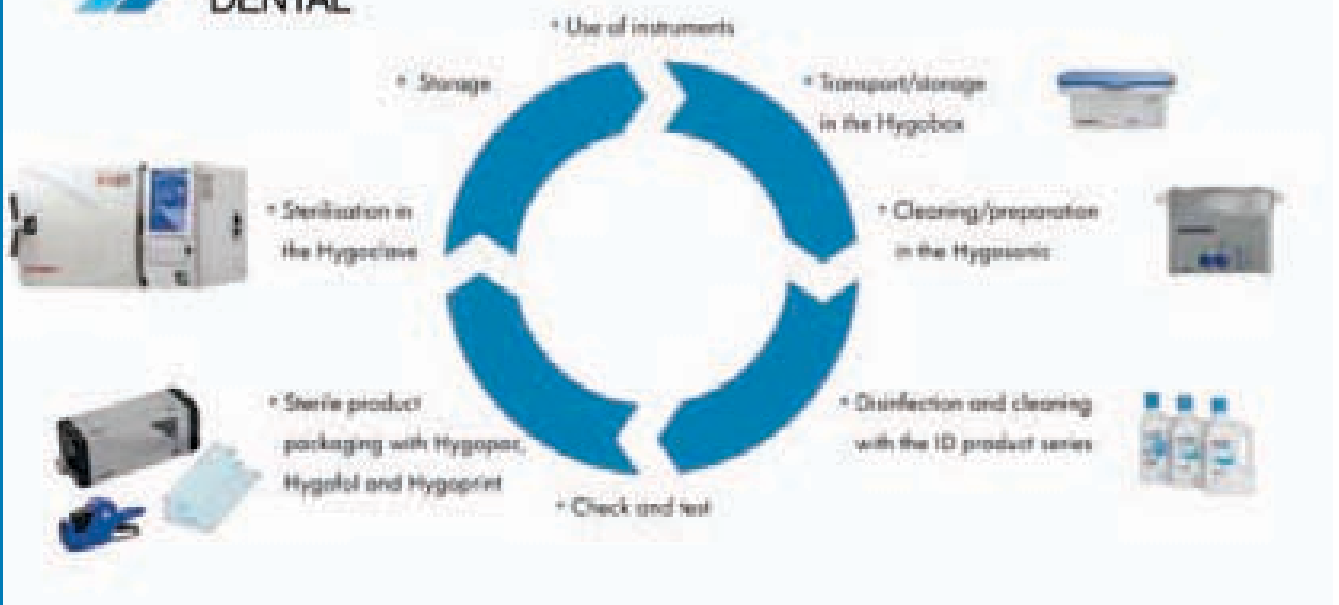 DENTAL
• Use of instruments
• Storage
• Transport/storage
in the Hygobox
• Sterilisation in
the Hygoclave
• Cleaning/preparation
in the Hygosonic
• Sterile product
packaging with Hygopac,
Hygofol and Hygoprint
• Disinfection and cleaning
with the ID product series
• Check and test